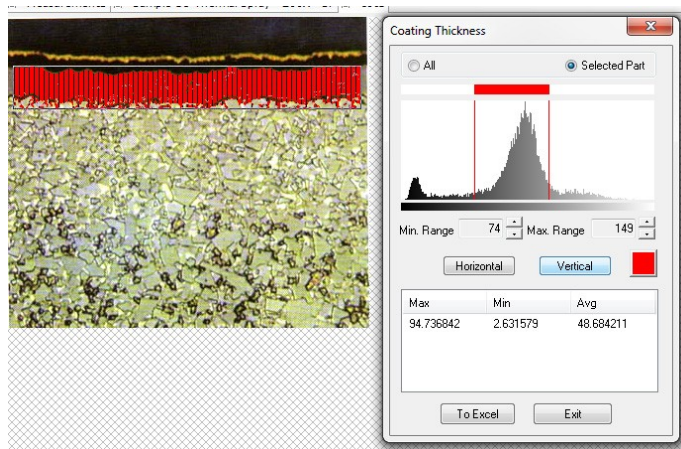 Coating Thickness
All Selected Part
Min. Range 74 Max. Range 149
Horizontal Vertical
Max Min Avg
94.736842 2.631579 48.684211
To Excel Exit